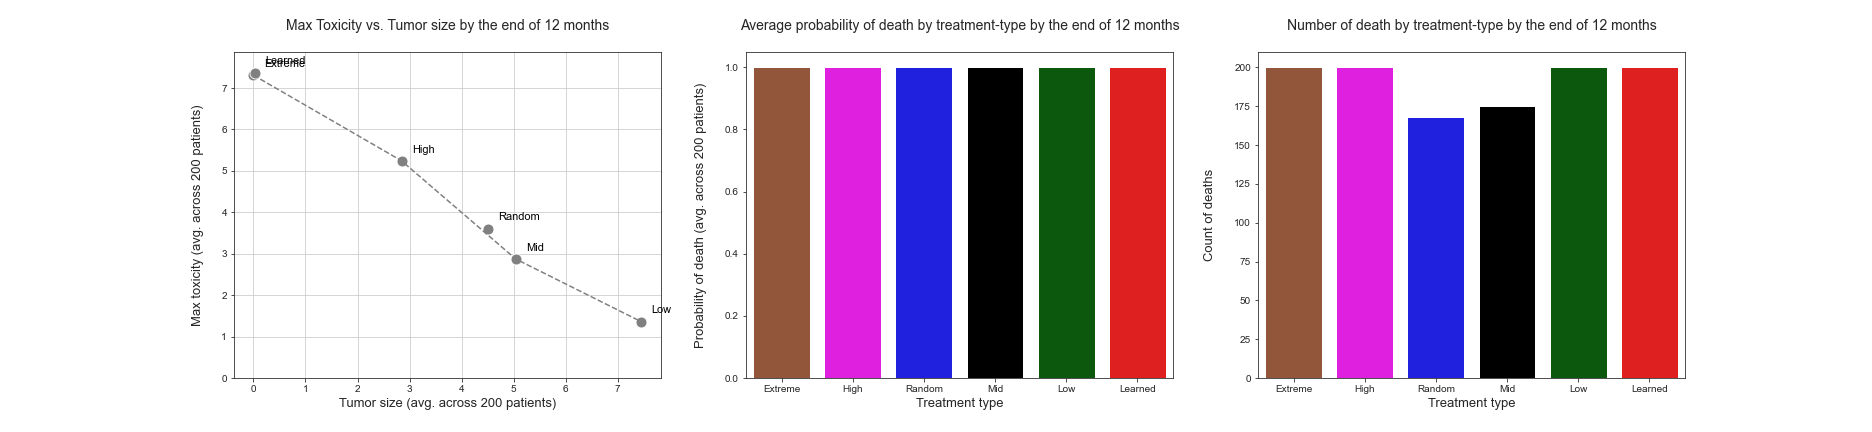 Max Toxicity vs. Tumor size by the end of 12 months
Max toxicity (avg. across 200 patients)
7
6
5
4
3
2
1
0
Learned
Extreme
High
Random
Mid
Low
0 1 2 3 4 5 6 7
Tumor size (avg. across 200 patients)
Average probability of death by treatment-type by the end of 12 months
Probability of death (avg. across 200 patients)
1.0
0.8
0.6
0.4
0.2
0.0
Extreme High Random Mid Low Learned
Treatment type
Number of death by treatment-type by the end of 12 months
Count of deaths
200
175
150
125
100
75
50
25
0
Extreme High Random Mid Low Learned
Treatment type